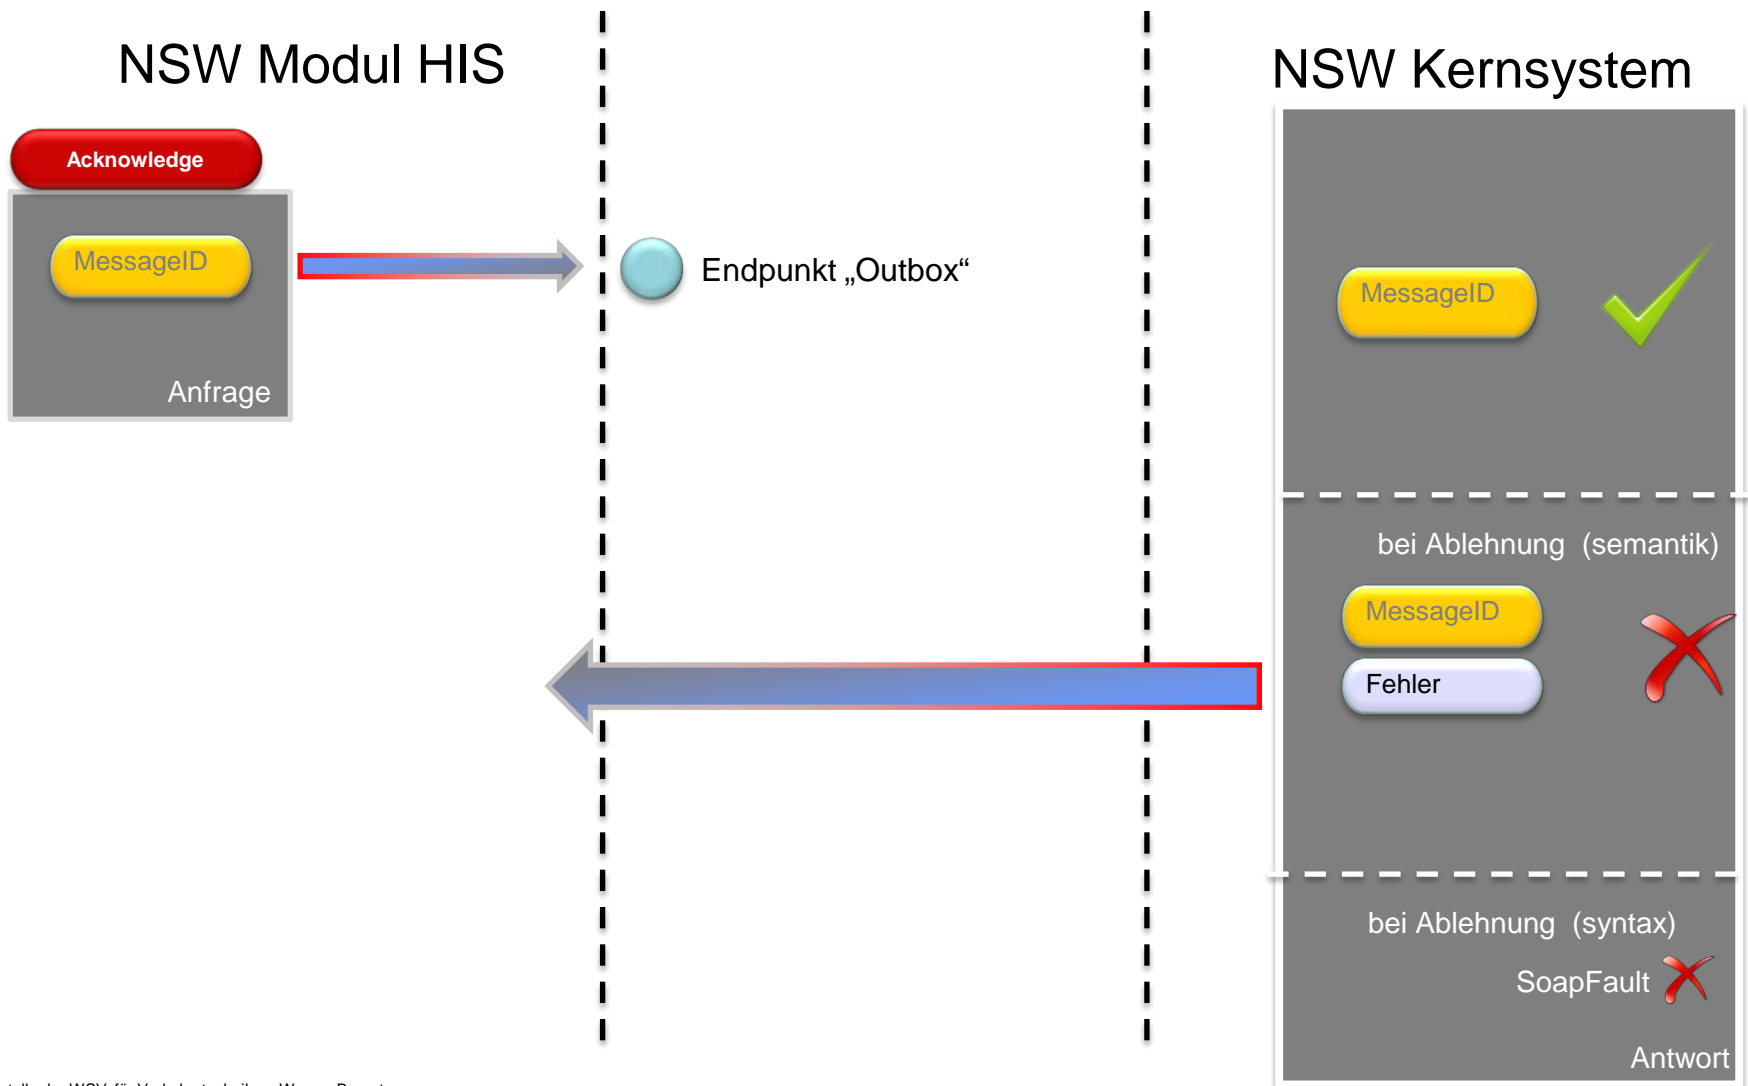 NSW Modul HIS
NSW Kernsystem
Acknowledge
MessageID
Anfrage
Endpunkt „Outbox“
MessageID
bei Ablehnung (semantik)
MessageID
Fehler
bei Ablehnung (syntax)
SoapFault
Antwort